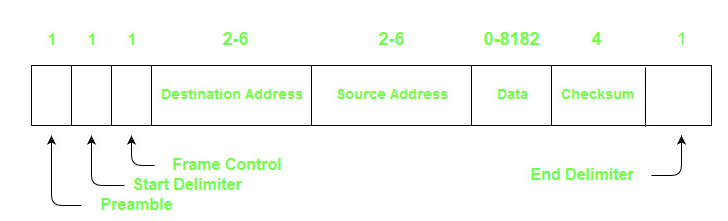 1 1 1 2-6 2-6 0-8182 4 1
Destination Address Source Address Data Checksum
Frame Control
End Delimiter
Start Delimiter
Preamble